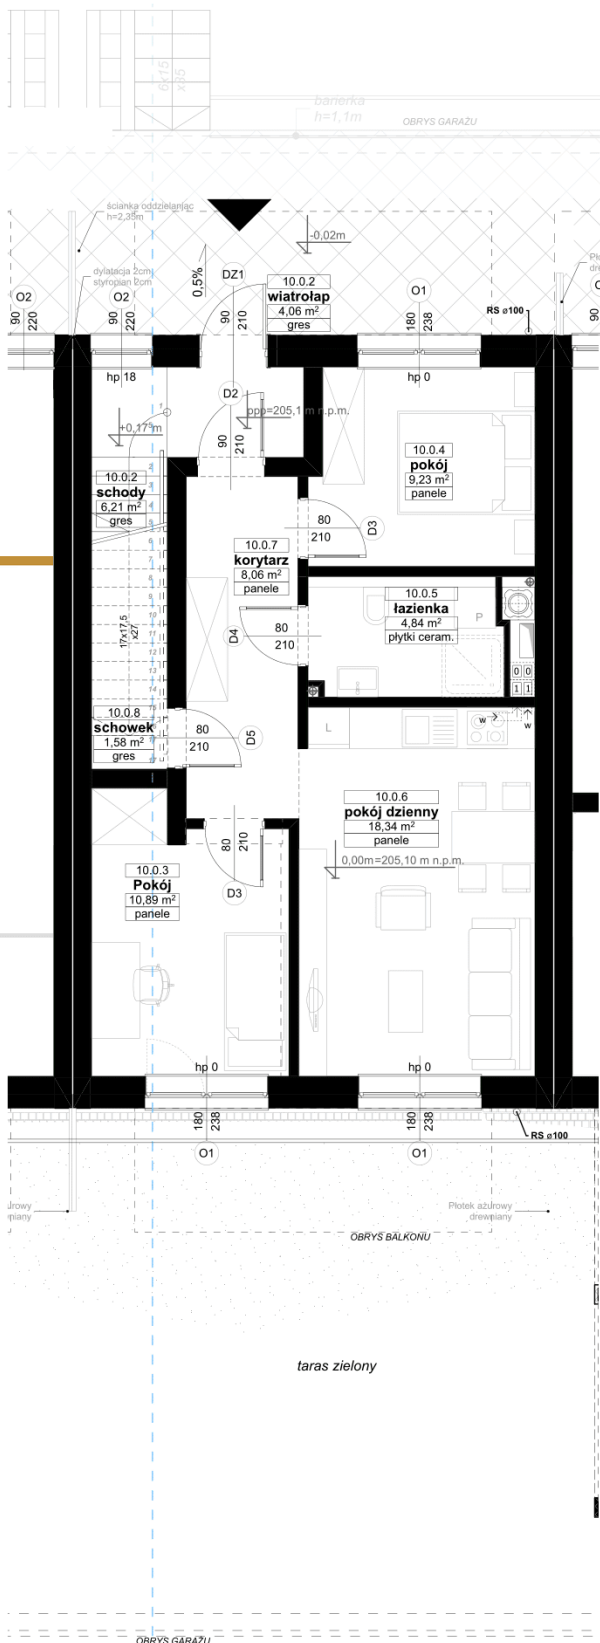 6x15
x35
barierka
h=1,1m
OBRYS GARAŻU
ścianka oddzielająć
h=2,35m
-0,02m
0,5%
dylatacja 2cm
styropian 2cm
DZ1
10.0.2
wiatrołap
4,06 m²
gres
O2
90
220
O2
90
220
90
210
O1
180
238
RS ø100
90
hp 18
hp 0
D2
ppp=205,1 m n.p.m.
+0,17m
90
210
10.0.4
pokój
9,23 m²
panele
10.0.2
schody
6,21 m²
gres
80
210
D3
10.0.7
korytarz
8,06 m²
panele
17x17,5
x27
10.0.5
łazienka
4,84 m²
płytki ceram.
P
D4
80
210
0 0
1 1
10.0.8
schowek
1,58 m²
gres
80
210
D5
L
w
w
10.0.6
pokój dzienny
18,34 m²
panele
0,00m=205,10 m n.p.m.
80
210
D3
10.0.3
Pokój
10,89 m²
panele
hp 0
hp 0
180
238
180
238
RS ø100
O1
O1
Płotek ażurowy
drewniany
OBRYS BALKONU
taras zielony
OBRYS GARAŻU